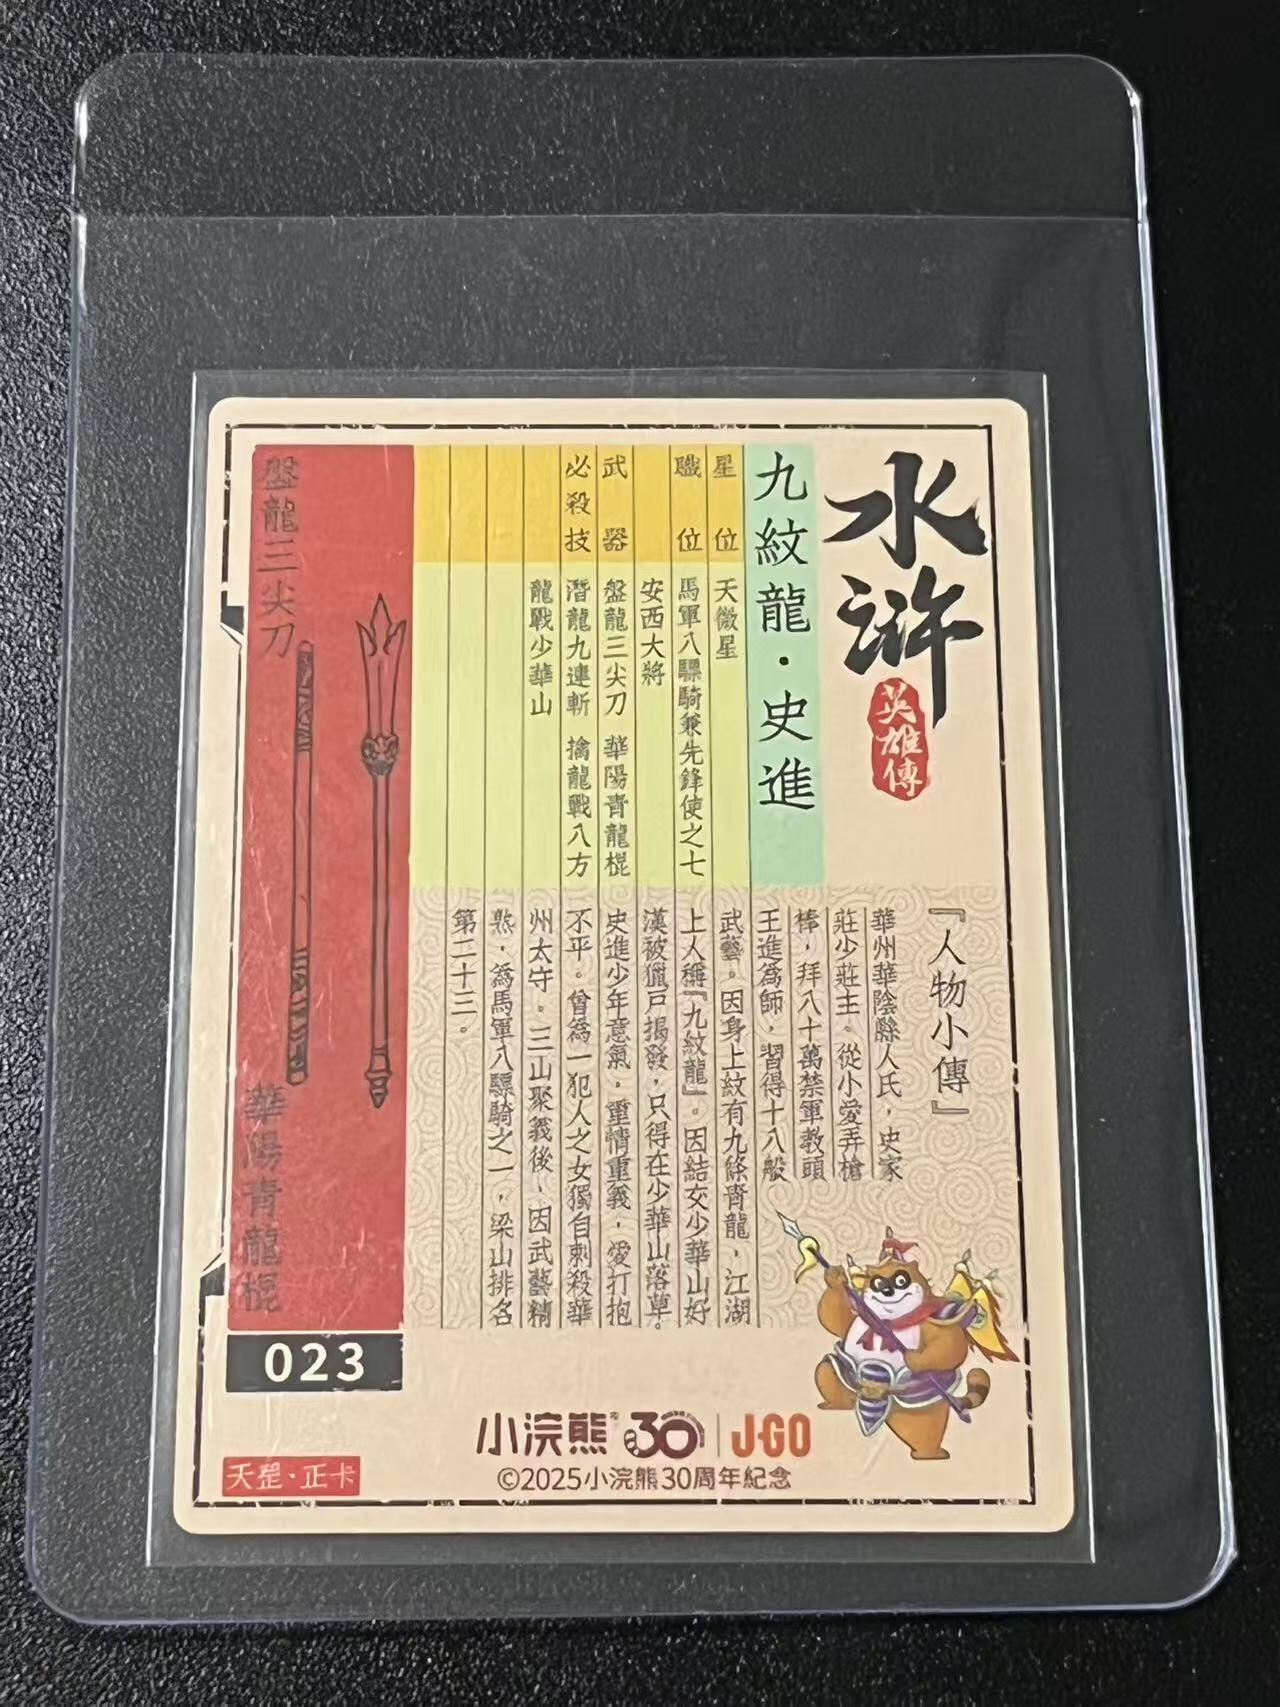 水滸
英雄傳
九紋龍·史進
星位 天微星
職位 馬軍八驃騎兼先鋒使之七
安西大將
武器 盤龍三尖刀 華陽青龍棍
必殺技 潛龍九連斬 擒龍戰八方
龍戰少華山
『人物小傳』
華州華陰縣人氏，史家
莊少莊主。從小愛弄槍
棒，拜八十萬禁軍教頭
王進為師，習得十八般
武藝。因身上紋有九條青龍，江湖
上人稱『九紋龍』。因結交少華山好
漢被獵戶揭發，只得在少華山落草。
史進少年意氣，重情重義，愛打抱
不平。曾為一犯人之女獨自刺殺華
州太守。三山聚義後，因武藝精
熟，為馬軍八驃騎之一，梁山排名
第二十三。
盤龍三尖刀
華陽青龍棍
023
天罡·正卡
小浣熊 30 J·GO
©2025小浣熊30周年紀念